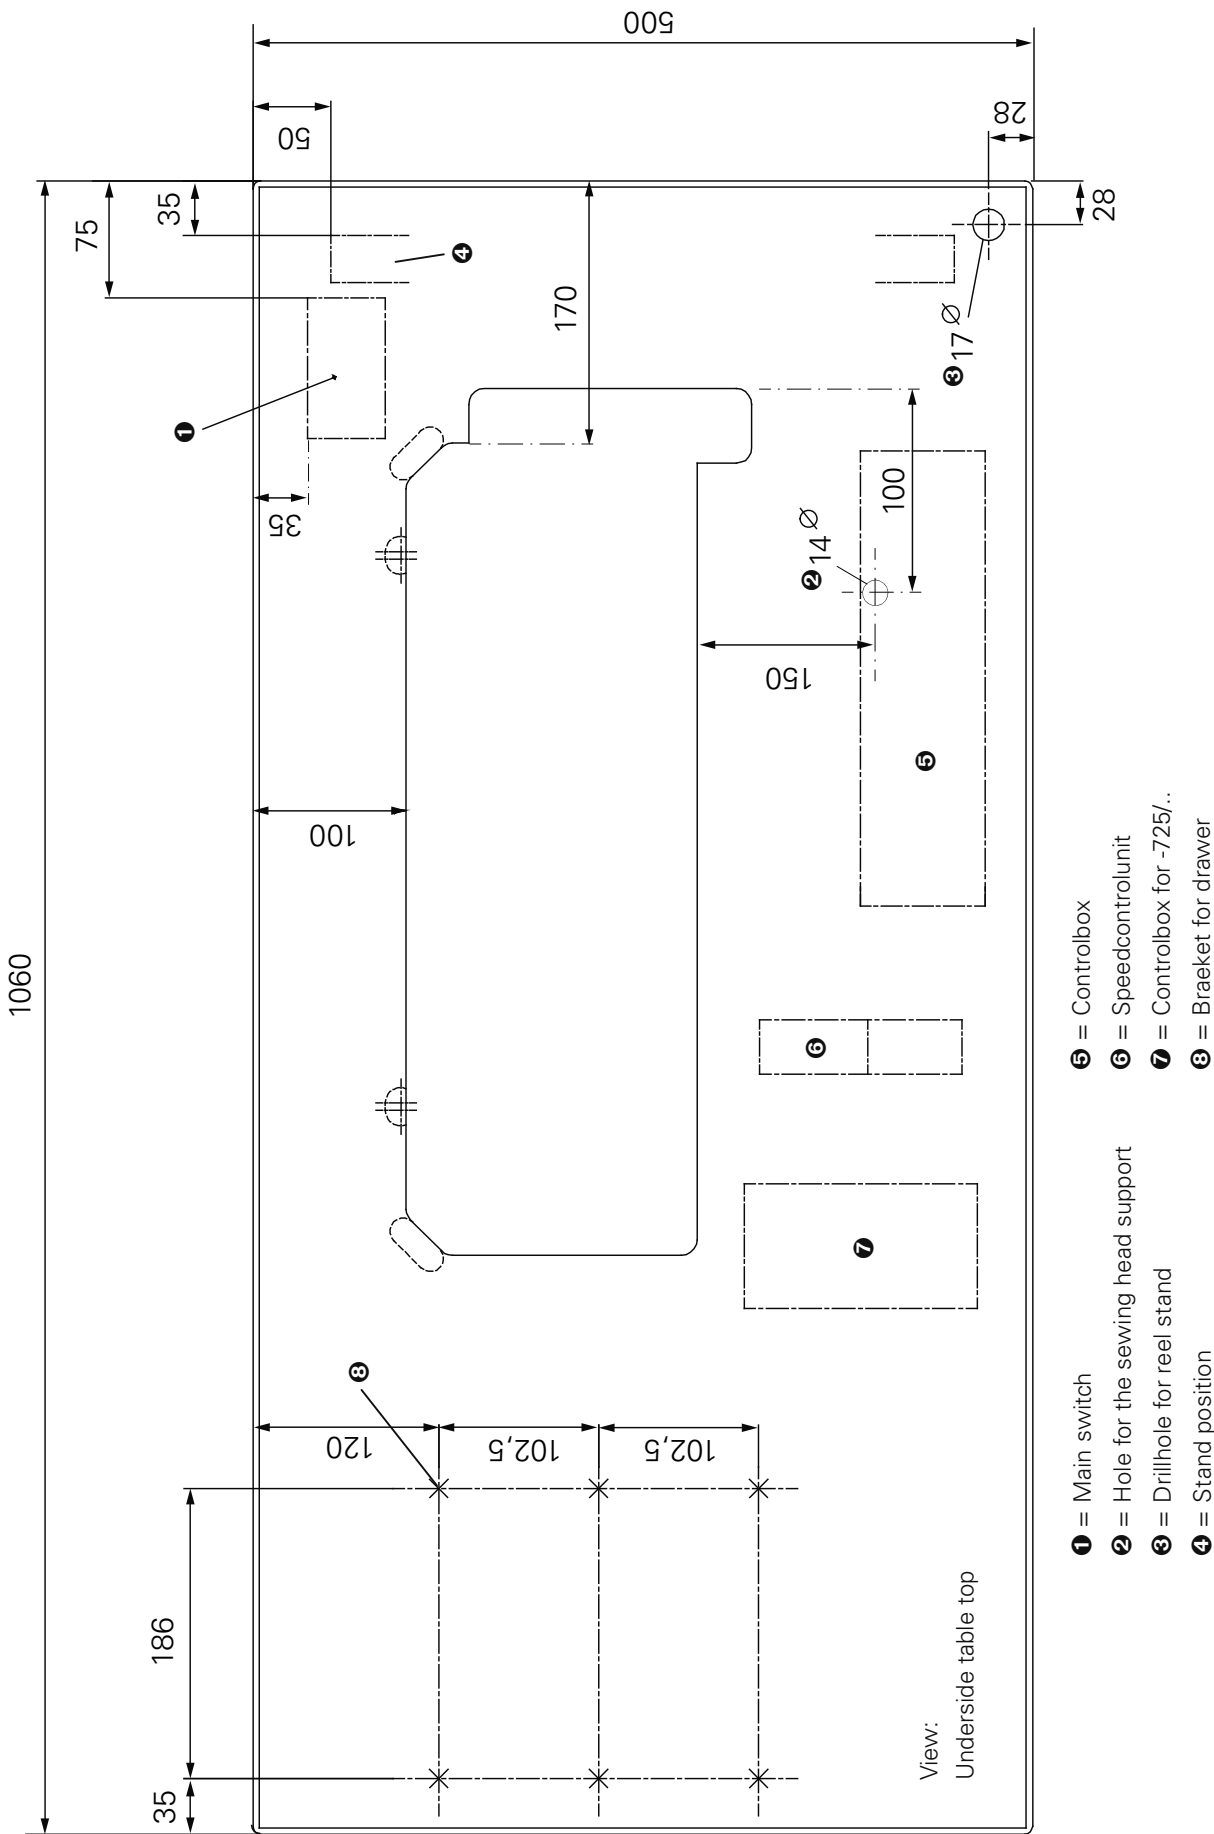 1060
500
50
75
35
28
28
❶
❹
170
❸ 17 Ø
35
100
❷ 14 Ø
150
100
❺
❻
❼
❽
120
102,5
102,5
186
35
View:
Underside table top
❶ = Main switch
❷ = Hole for the sewing head support
❸ = Drillhole for reel stand
❹ = Stand position
❺ = Controlbox
❻ = Speedcontrolunit
❼ = Controlbox for -725/..
❽ = Braeket for drawer